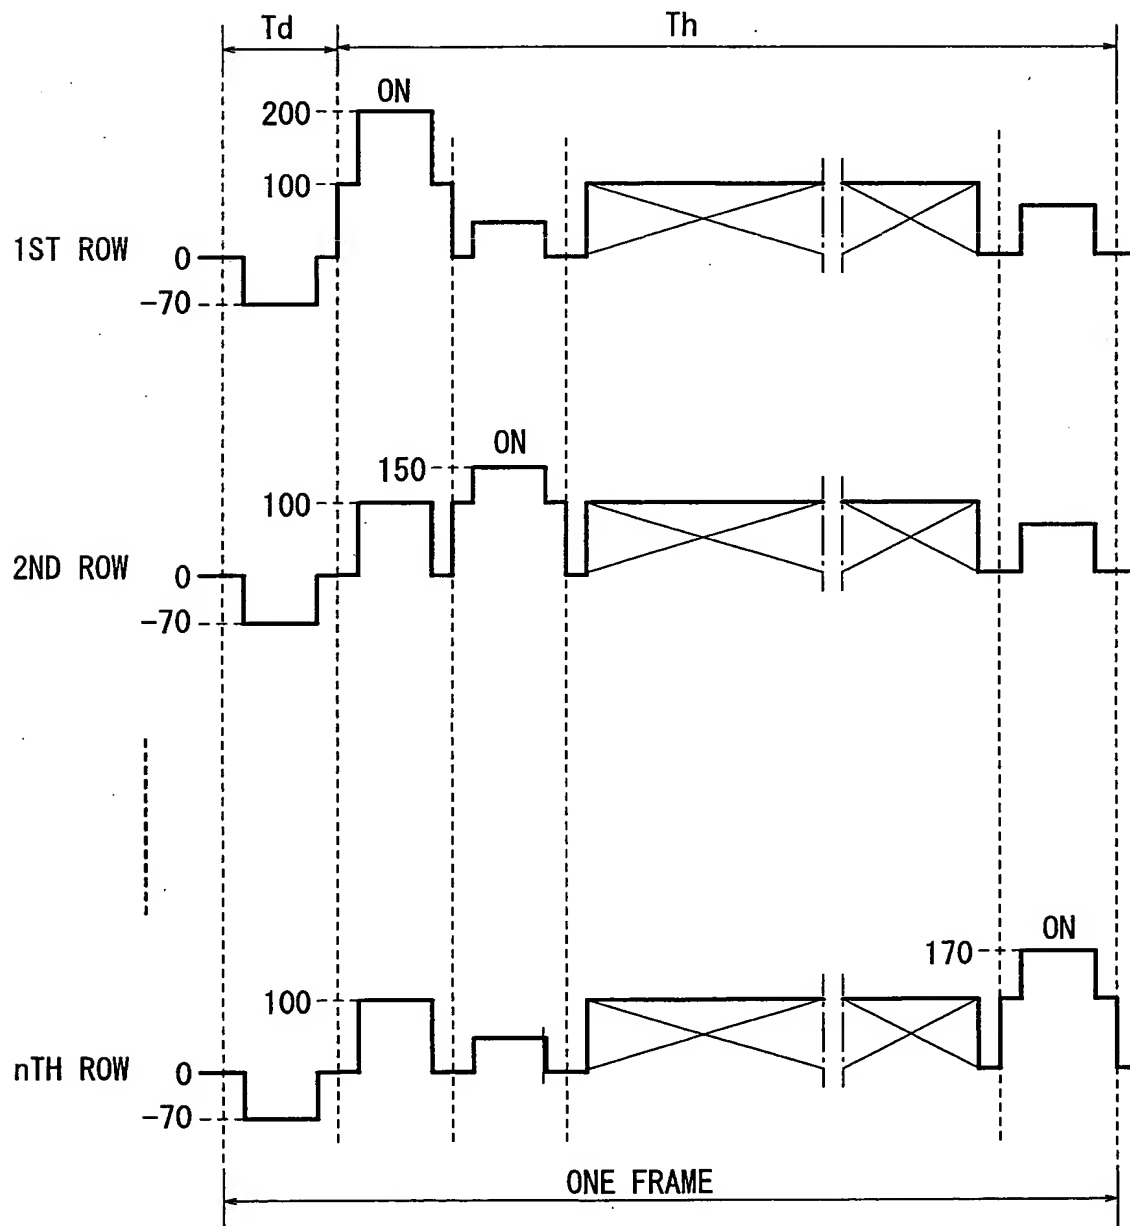 Td Th
ON
200
100
1ST ROW 0
-70
ON
150
100
2ND ROW 0
-70
ON
170
100
nTH ROW 0
-70
ONE FRAME